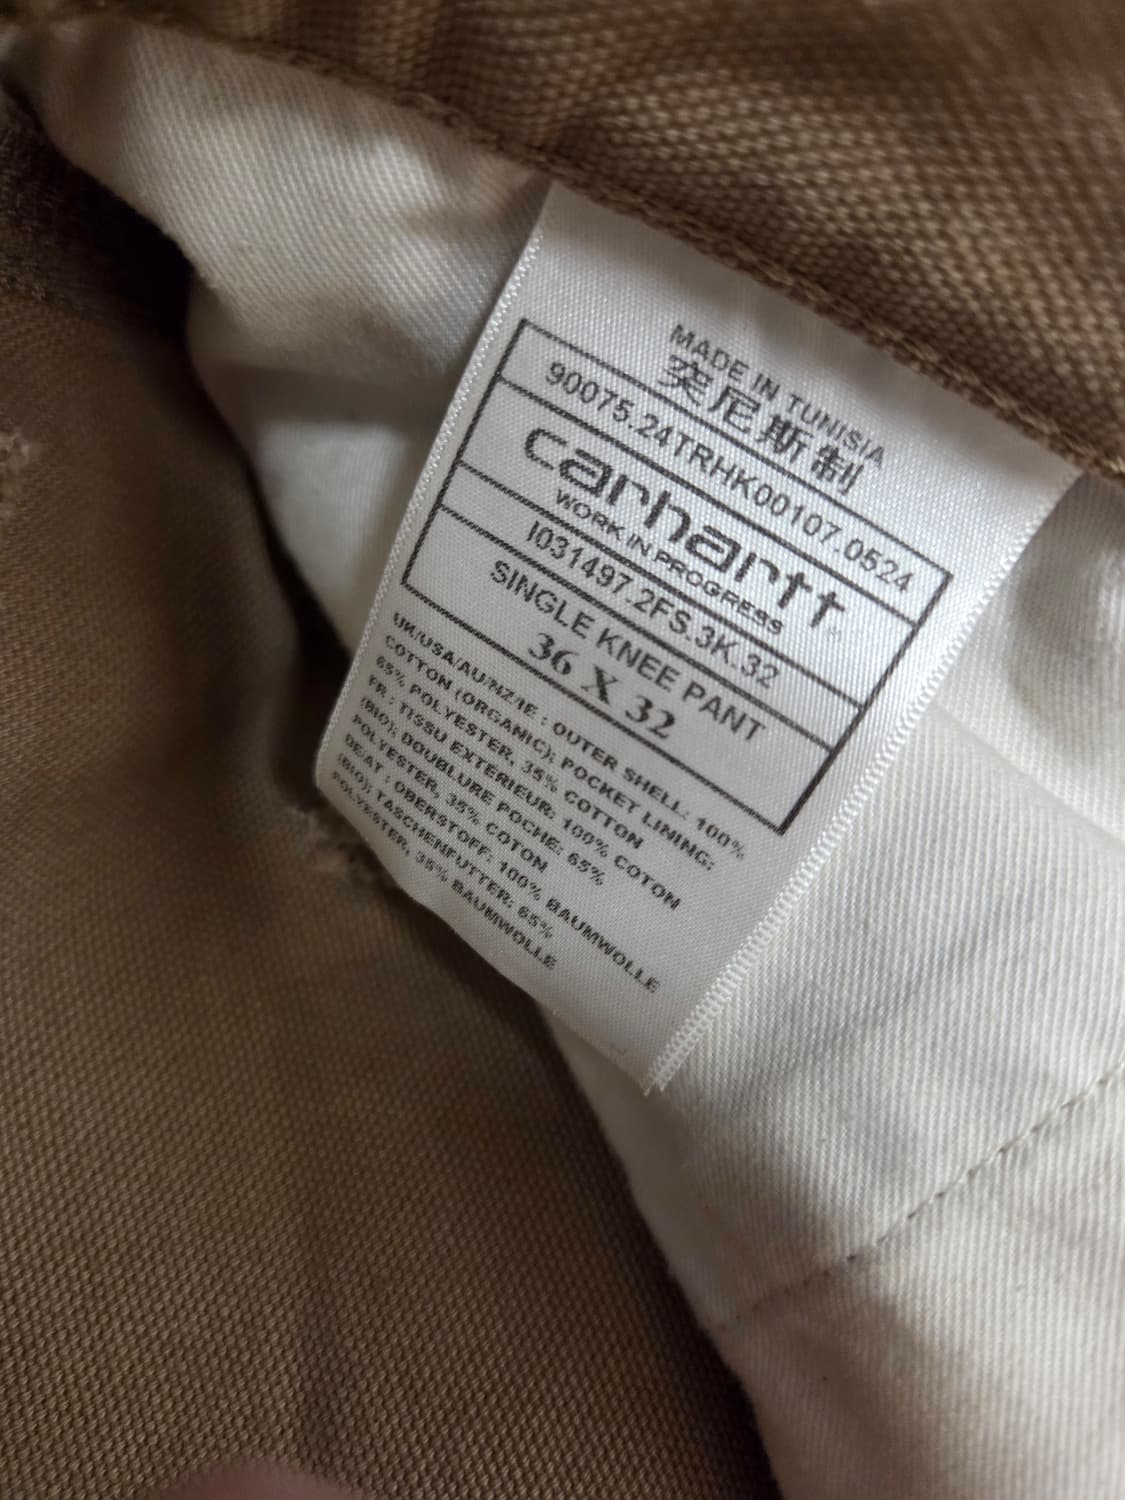 MADE IN TUNISIA
突尼斯制
90075.24TRHK00107.0524
carhartt
WORK IN PROGRESS
I031497.2FS.3K.32
SINGLE KNEE PANT
36 X 32
UK/USA/AU/NZ/IE : OUTER SHELL: 100%
COTTON (ORGANIC); POCKET LINING:
65% POLYESTER, 35% COTTON
FR : TISSU EXTERIEUR: 100% COTON
(BIO); DOUBLURE POCHE: 65%
POLYESTER, 35% COTON
DE/AT : OBERSTOFF: 100% BAUMWOLLE
(BIO); TASCHENFUTTER: 65%
POLYESTER, 35% BAUMWOLLE